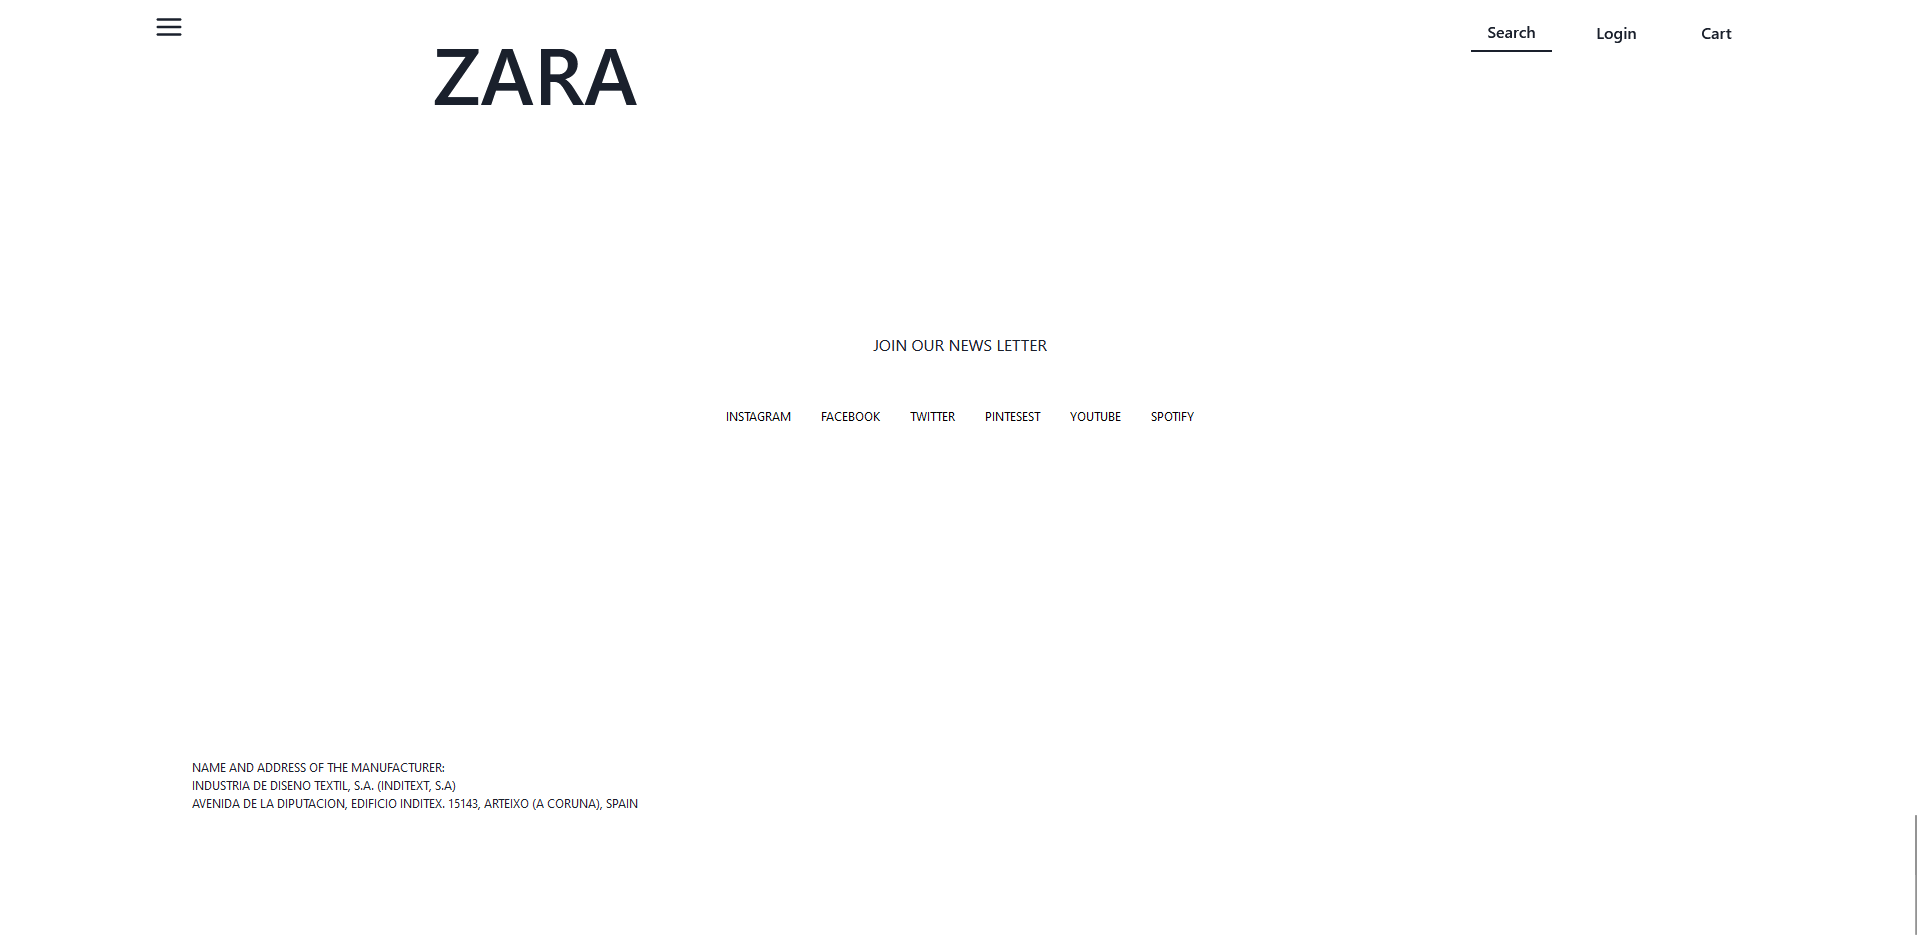 ZARA
Search Login Cart
JOIN OUR NEWS LETTER
INSTAGRAM FACEBOOK TWITTER PINTESEST YOUTUBE SPOTIFY
NAME AND ADDRESS OF THE MANUFACTURER:
INDUSTRIA DE DISENO TEXTIL, S.A. (INDITEXT, S.A)
AVENIDA DE LA DIPUTACION, EDIFICIO INDITEX. 15143, ARTEIXO (A CORUNA), SPAIN